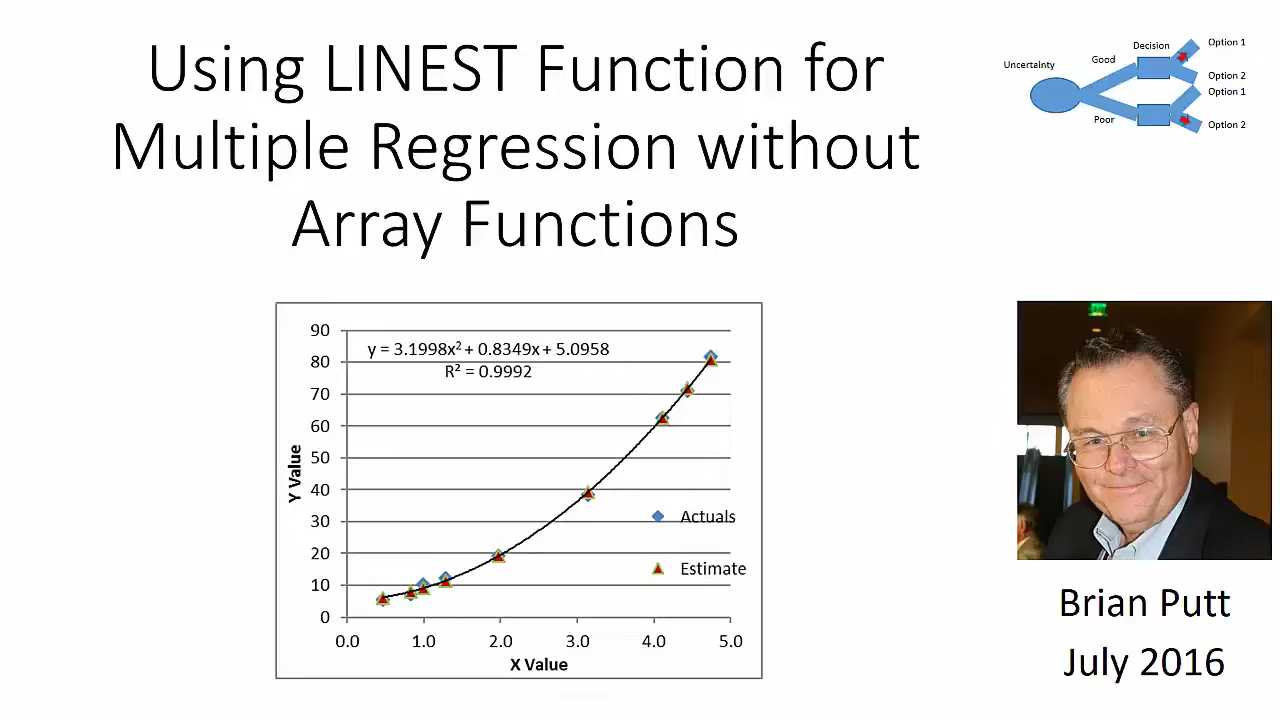 Using LINEST Function for
Multiple Regression without
Array Functions
Uncertainty
Good
Poor
Decision
Option 1
Option 2
Option 1
Option 2
y = 3.1998x² + 0.8349x + 5.0958
R² = 0.9992
Y Value
90
80
70
60
50
40
30
20
10
0
0.0 1.0 2.0 3.0 4.0 5.0
X Value
Actuals
Estimate
Brian Putt
July 2016